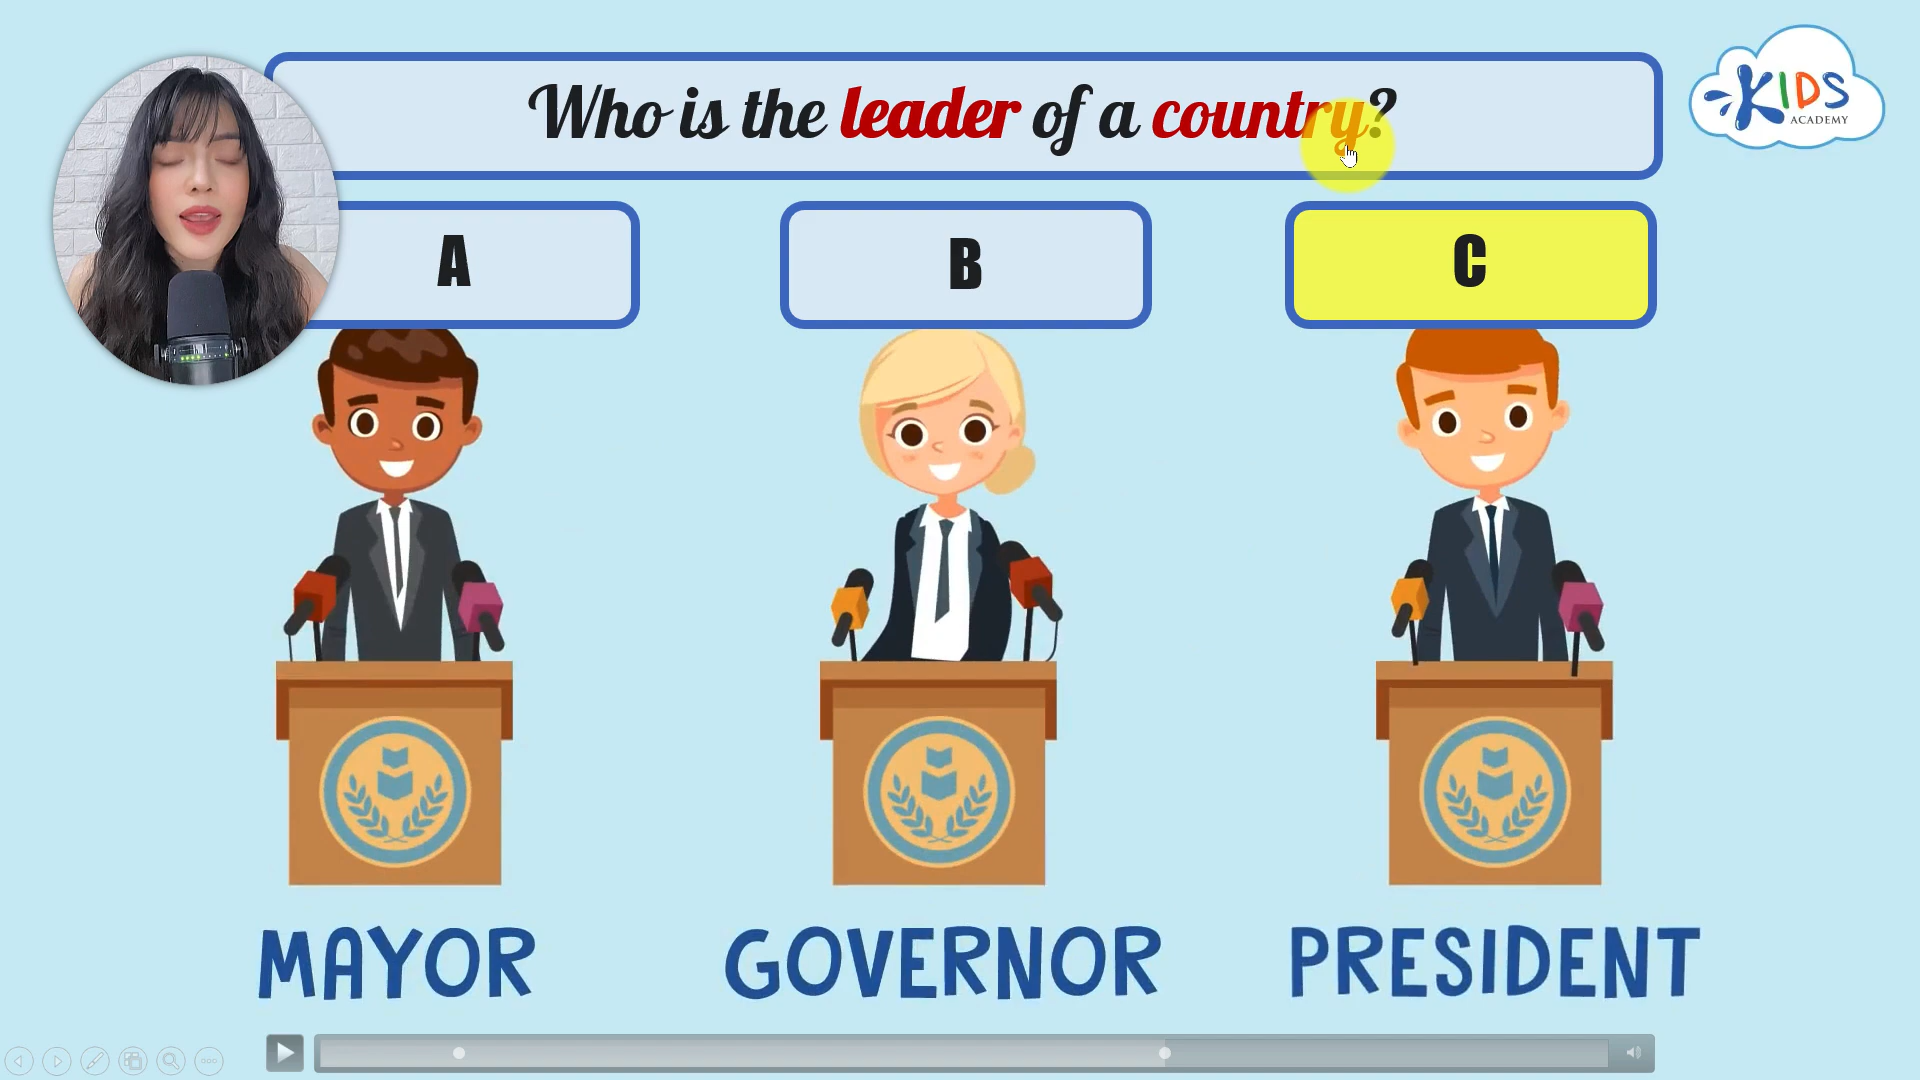 Who is the leader of a country?
KIDS
ACADEMY
A
B
C
MAYOR
GOVERNOR
PRESIDENT